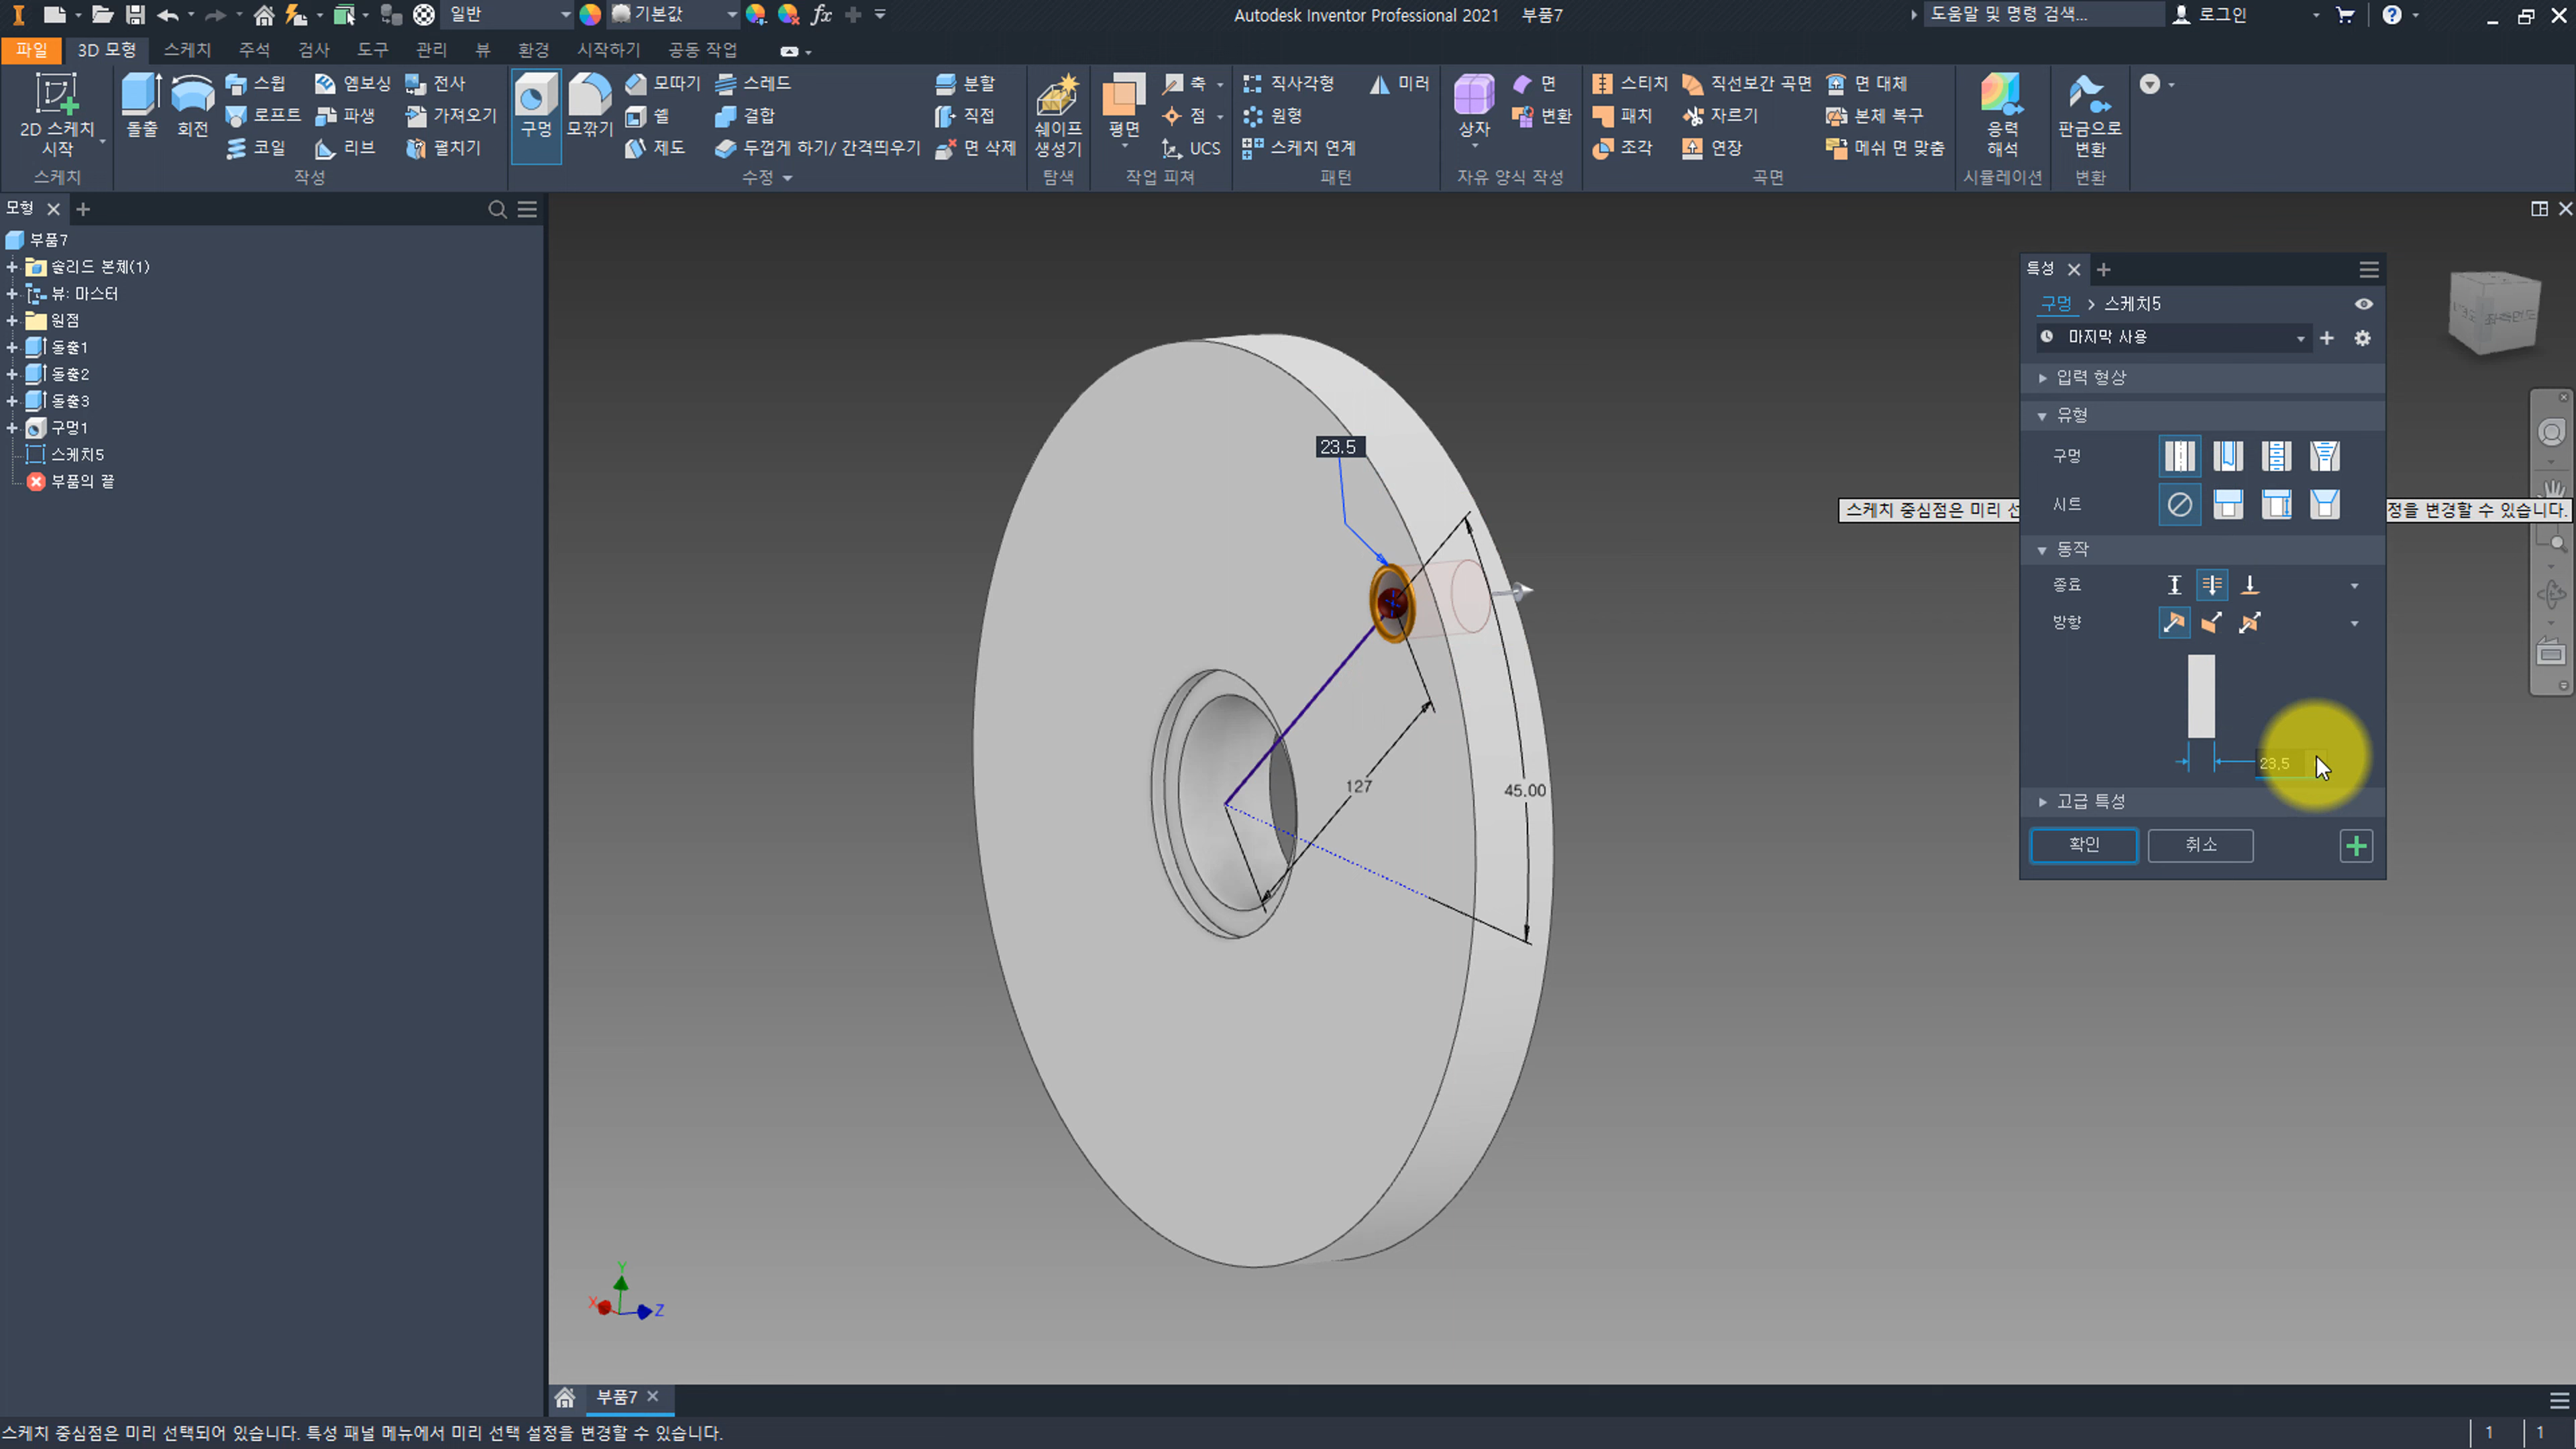 일반 기본값 fx Autodesk Inventor Professional 2021 부품7 도움말 및 명령 검색... 로그인
파일 3D 모형 스케치 주석 검사 도구 관리 뷰 환경 시작하기 공동 작업
2D 스케치 시작 돌출 회전 스윕 엠보싱 전사 로프트 파생 가져오기 코일 리브 펼치기
구멍 모깎기 모따기 스레드 분할 쉘 결합 직접 제도 두껍게 하기/ 간격띄우기 면 삭제
쉐이프 생성기 평면 축 점 UCS 직사각형 미러 원형 스케치 연계
상자 면 변환 스티치 직선보간 곡면 면 대체 패치 자르기 본체 복구 조각 연장 메쉬 면 맞춤
응력 해석 판금으로 변환
스케치 작성 수정 탐색 작업 피쳐 패턴 자유 양식 작성 곡면 시뮬레이션 변환
모형
부품7
솔리드 본체(1)
뷰: 마스터
원점
돌출1
돌출2
돌출3
구멍1
스케치5
부품의 끝
23.5
127
45.00
Y
X
Z
특성
구멍 > 스케치5
마지막 사용
입력 형상
유형
구멍
시트
스케치 중심점은 미리 선
정을 변경할 수 있습니다.
동작
종료
방향
23.5
고급 특성
확인 취소
부품7
스케치 중심점은 미리 선택되어 있습니다. 특성 패널 메뉴에서 미리 선택 설정을 변경할 수 있습니다.
1 1